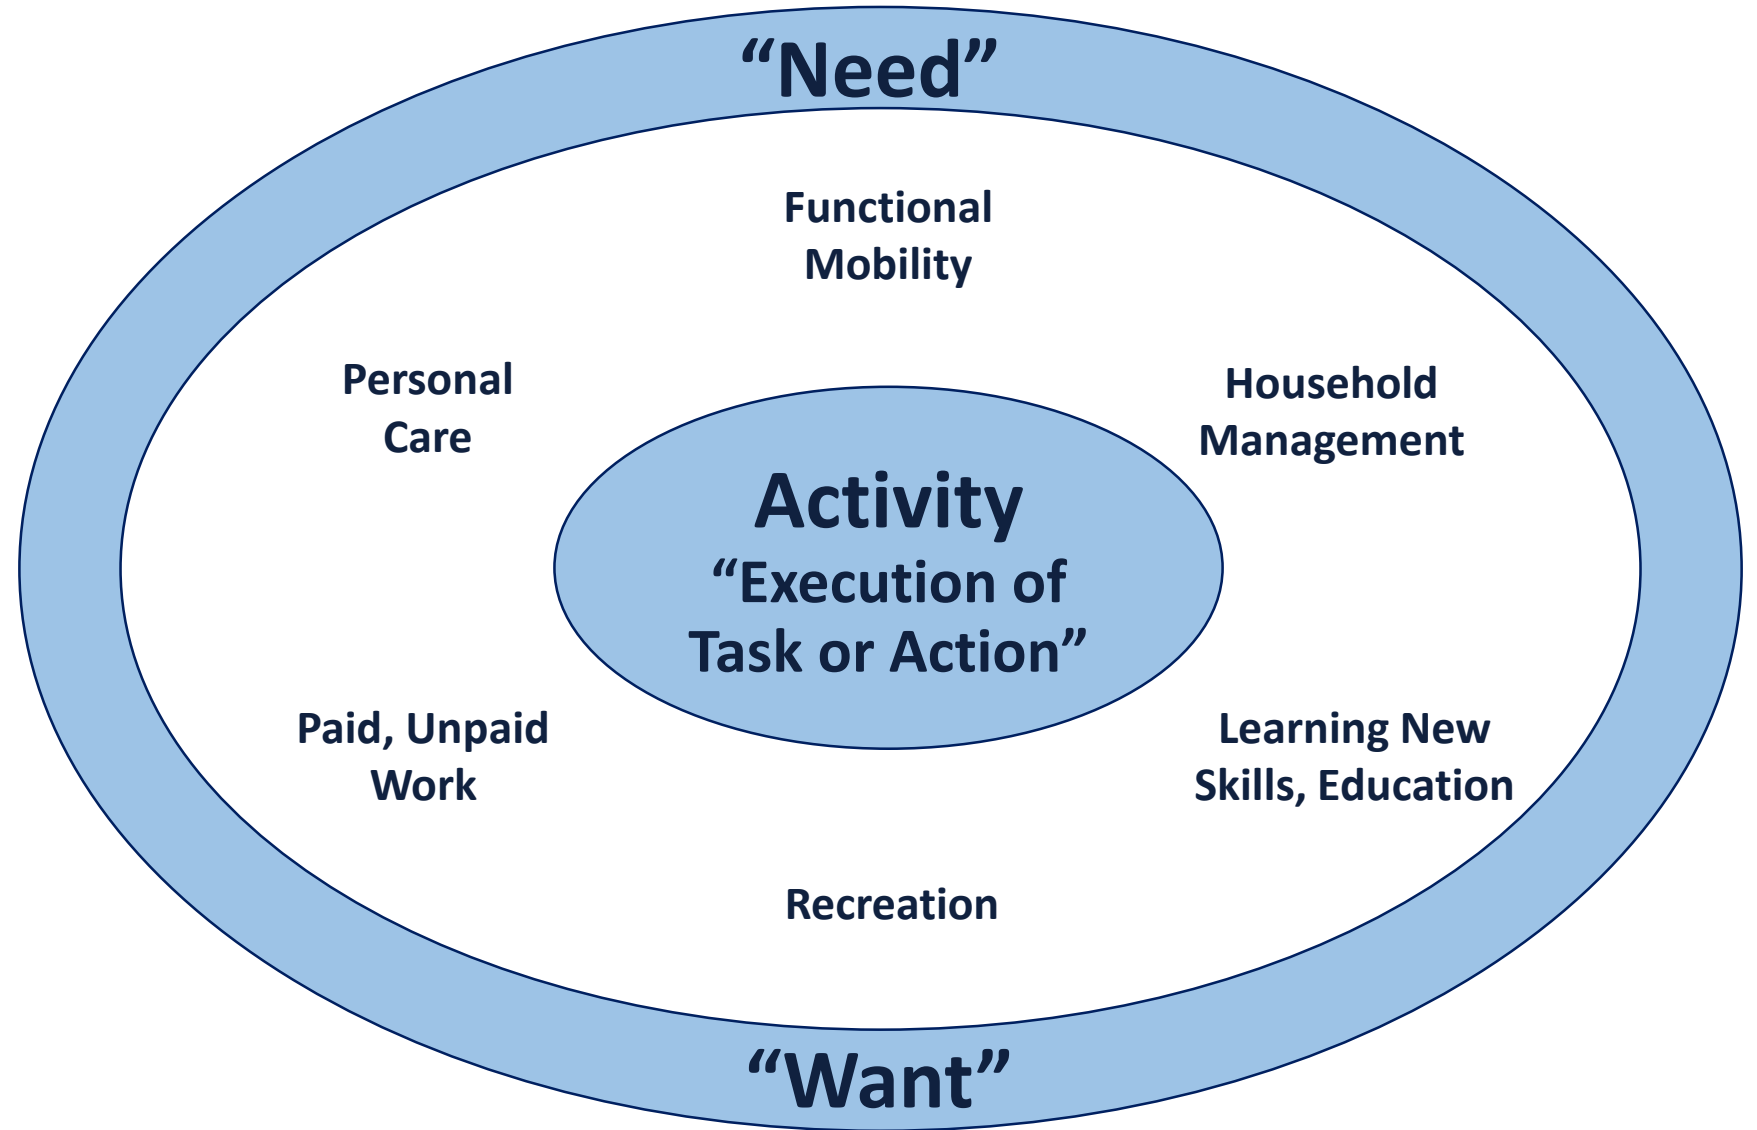 “Need”
Functional
Mobility
Personal
Care
Household
Management
Activity
“Execution of
Task or Action”
Paid, Unpaid
Work
Learning New
Skills, Education
Recreation
“Want”